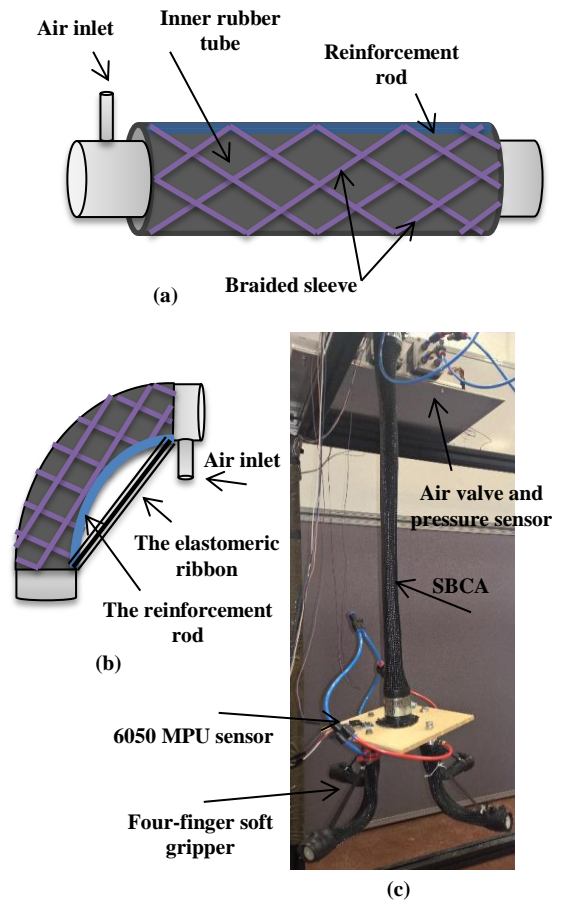 Air inlet
Inner rubber
tube
Reinforcement
rod
Braided sleeve
(a)
Air inlet
The elastomeric
ribbon
The reinforcement
rod
(b)
Air valve and
pressure sensor
SBCA
6050 MPU sensor
Four-finger soft
gripper
(c)